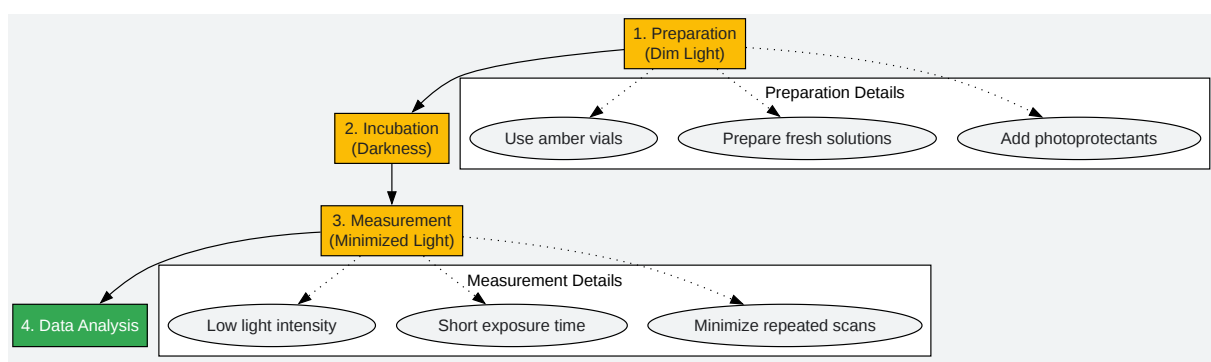 1. Preparation
(Dim Light)
Preparation Details
Use amber vials
Prepare fresh solutions
Add photoprotectants
2. Incubation
(Darkness)
3. Measurement
(Minimized Light)
Measurement Details
Low light intensity
Short exposure time
Minimize repeated scans
4. Data Analysis